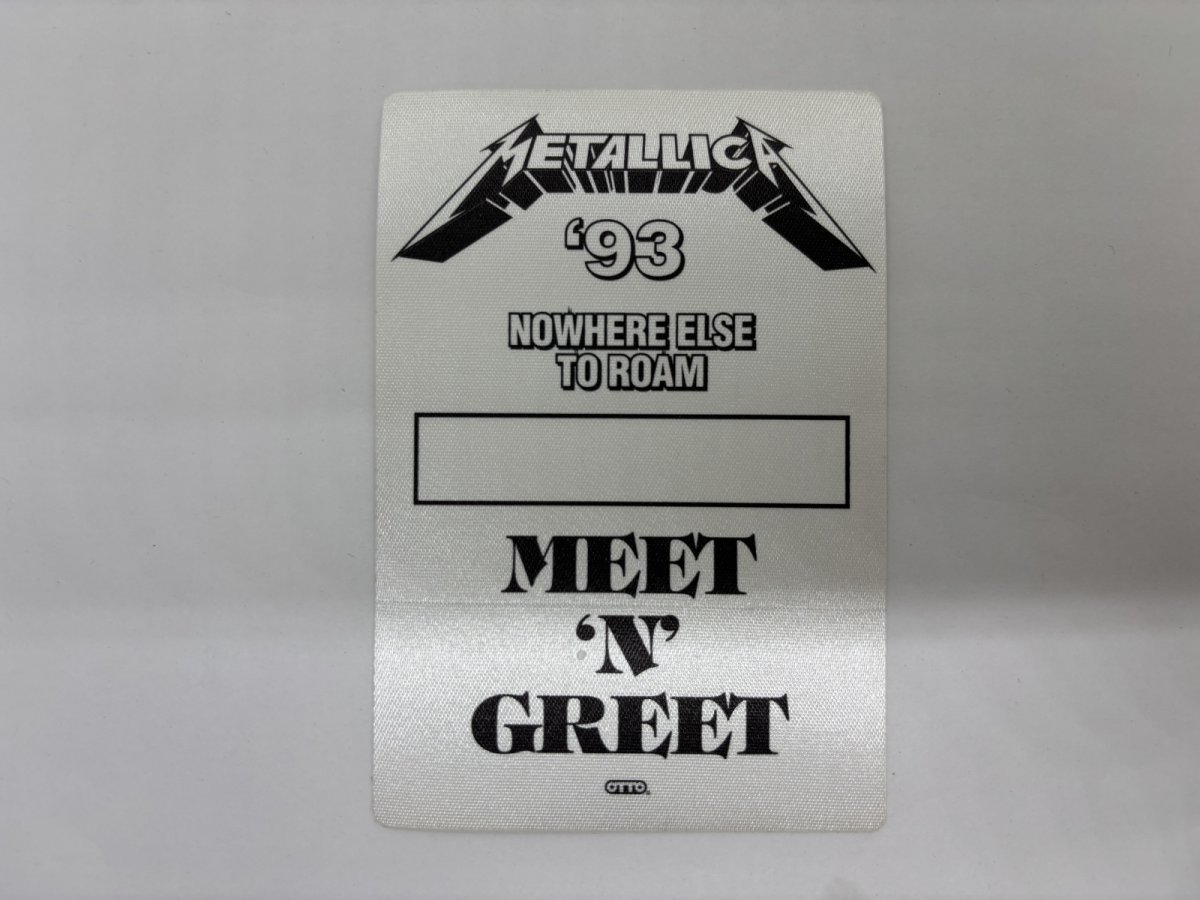 METALLICA
‘93
NOWHERE ELSE
TO ROAM
MEET
‘N’
GREET
OTTO